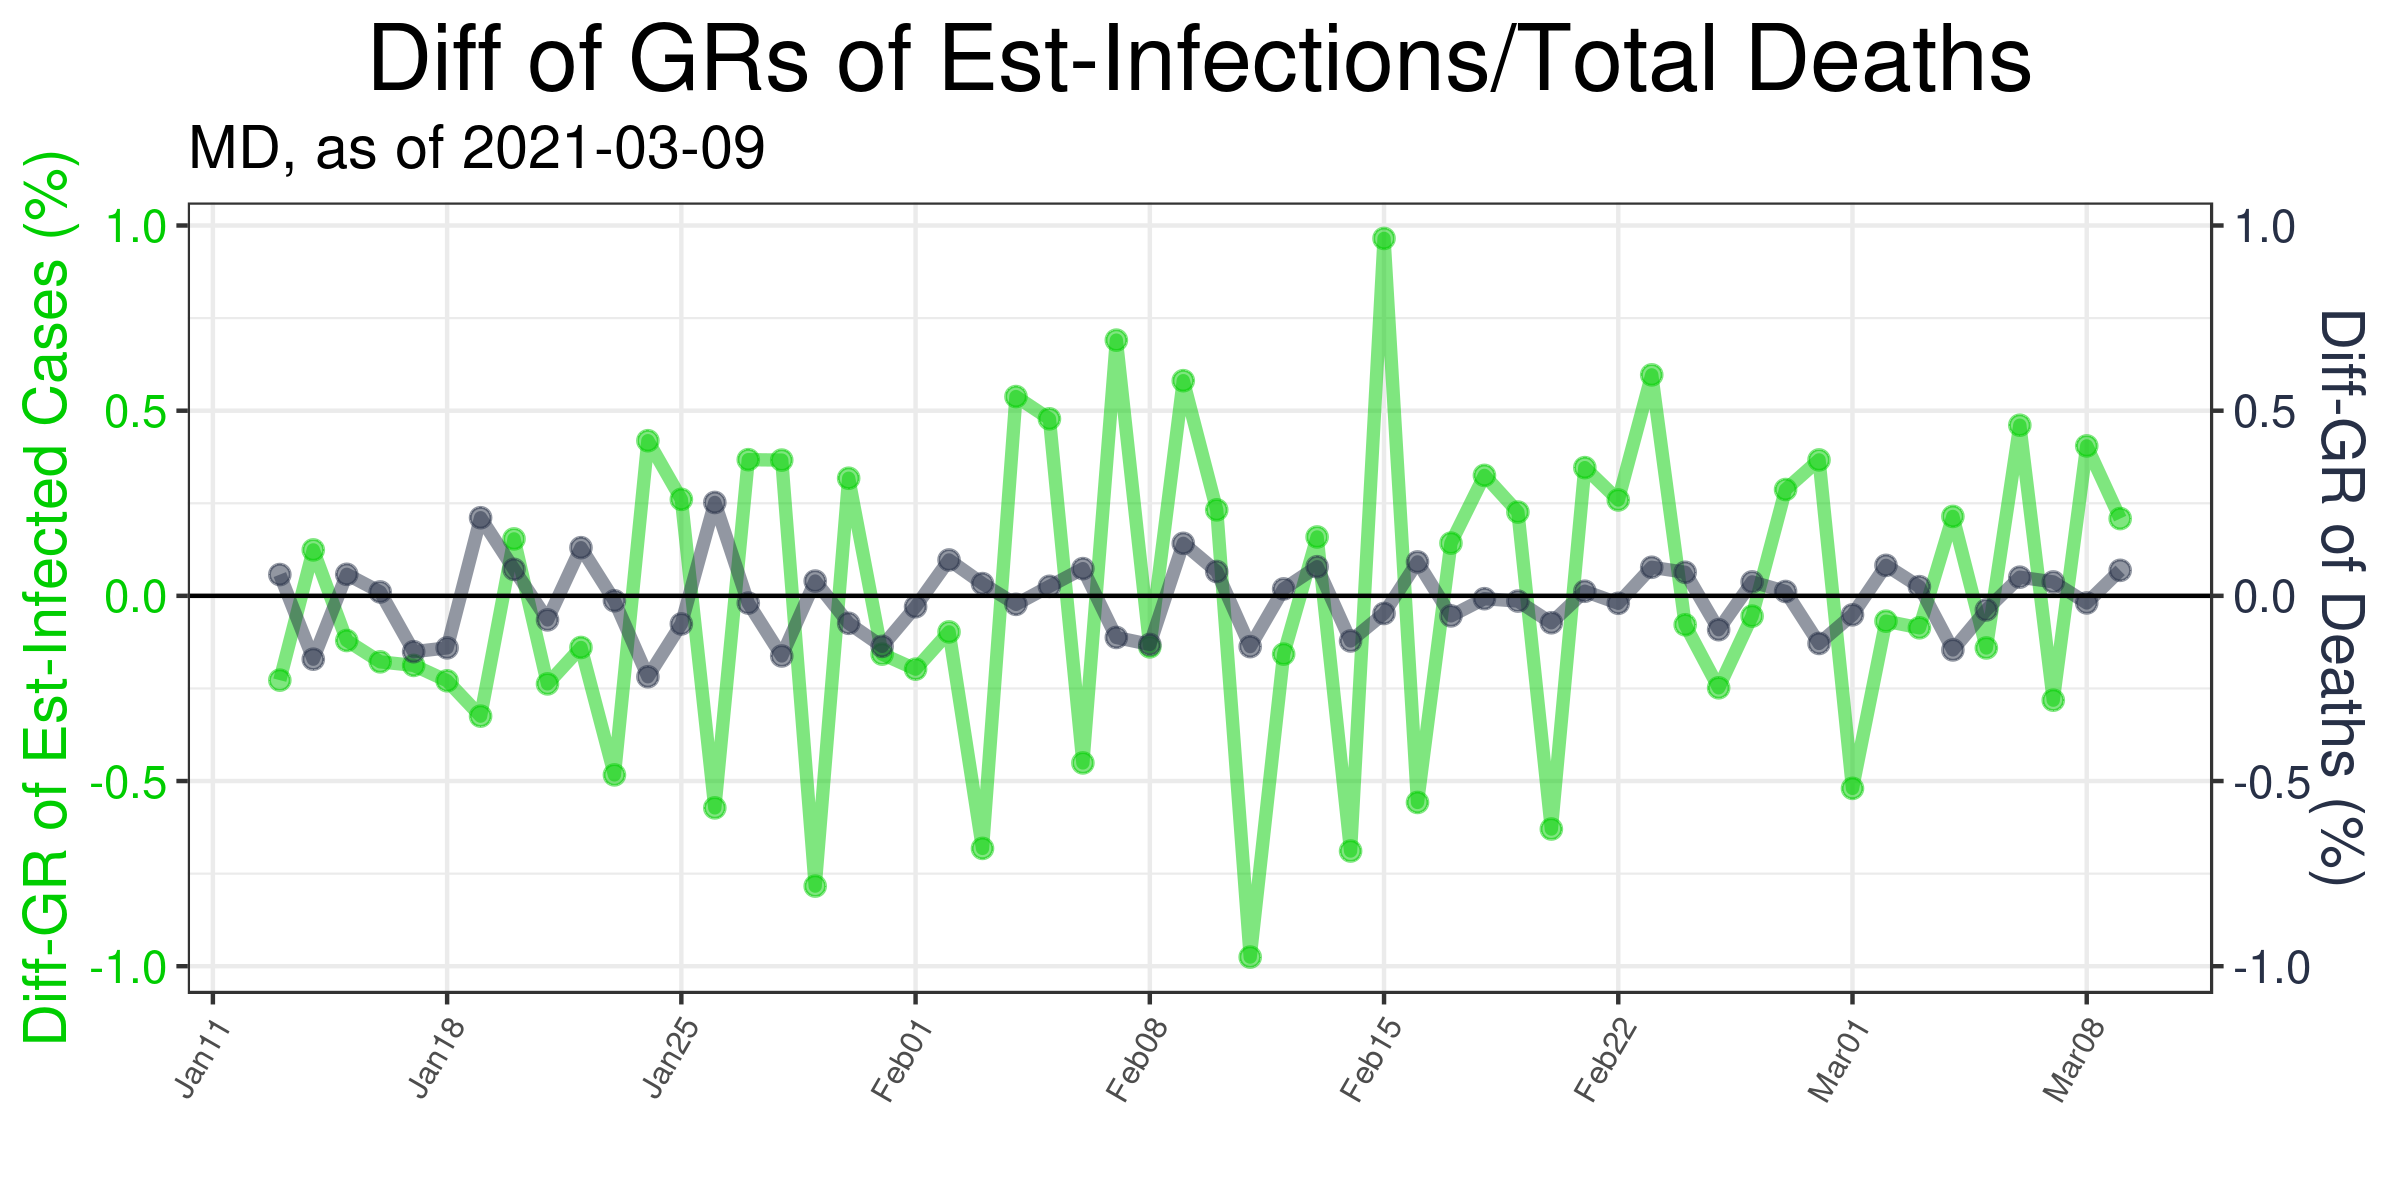 Diff of GRs of Est-Infections/Total Deaths
MD, as of 2021-03-09
Diff-GR of Est-Infected Cases (%)
1.0
0.5
0.0
-0.5
-1.0
1.0
0.5
0.0
-0.5
-1.0
Diff-GR of Deaths (%)
Jan11
Jan18
Jan25
Feb01
Feb08
Feb15
Feb22
Mar01
Mar08